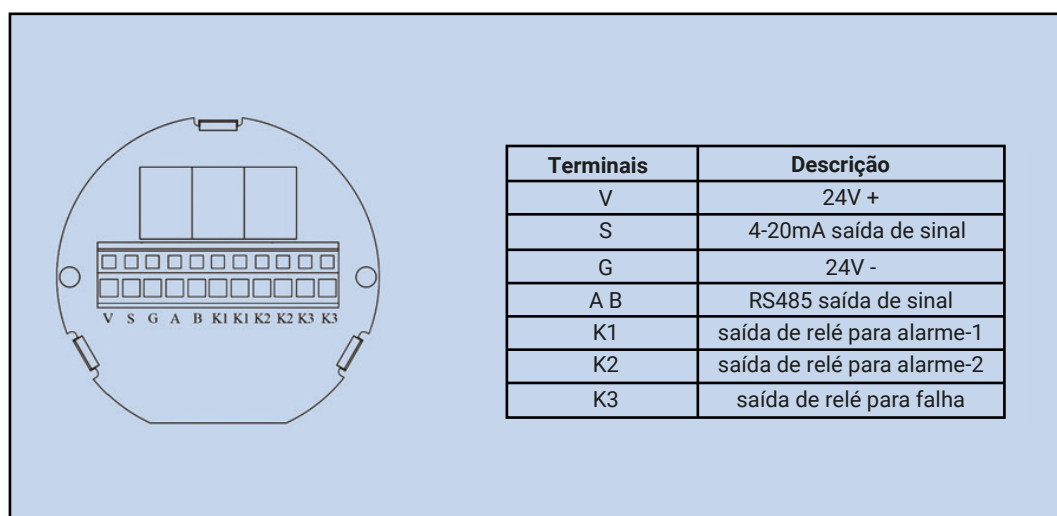 V S G A B K1 K1 K2 K2 K3 K3
Terminais Descrição
V 24V +
S 4-20mA saída de sinal
G 24V -
A B RS485 saída de sinal
K1 saída de relé para alarme-1
K2 saída de relé para alarme-2
K3 saída de relé para falha